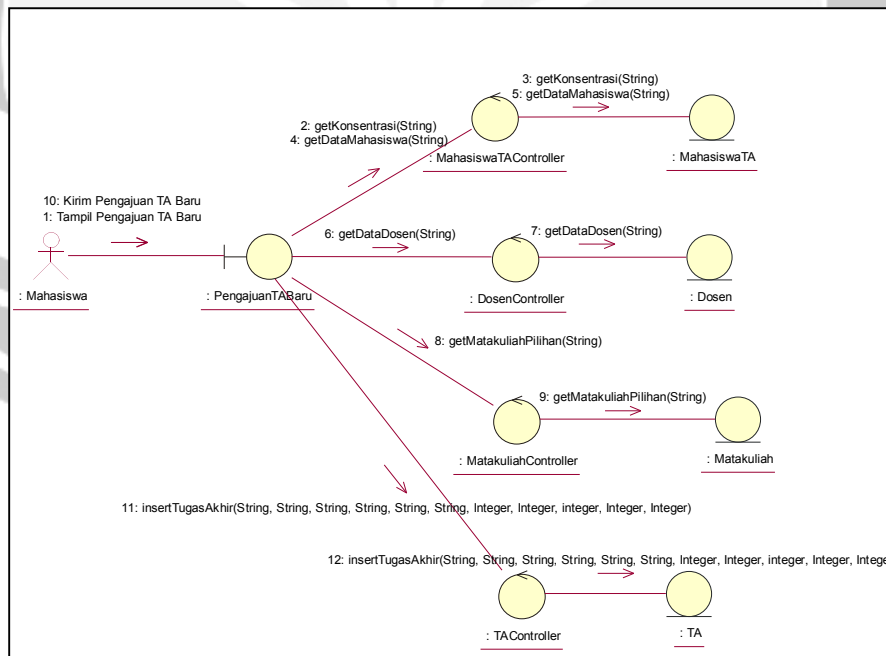 3: getKonsentrasi(String)
5: getDataMahasiswa(String)
2: getKonsentrasi(String)
4: getDataMahasiswa(String)
: MahasiswaTAController
: MahasiswaTA
10: Kirim Pengajuan TA Baru
1: Tampil Pengajuan TA Baru
6: getDataDosen(String)
7: getDataDosen(String)
: Mahasiswa
: PengajuanTABaru
: DosenController
: Dosen
8: getMatakuliahPilihan(String)
9: getMatakuliahPilihan(String)
: MatakuliahController
: Matakuliah
11: insertTugasAkhir(String, String, String, String, String, String, Integer, Integer, integer, Integer, Integer)
12: insertTugasAkhir(String, String, String, String, String, String, Integer, Integer, integer, Integer, Intege
: TAController
: TA